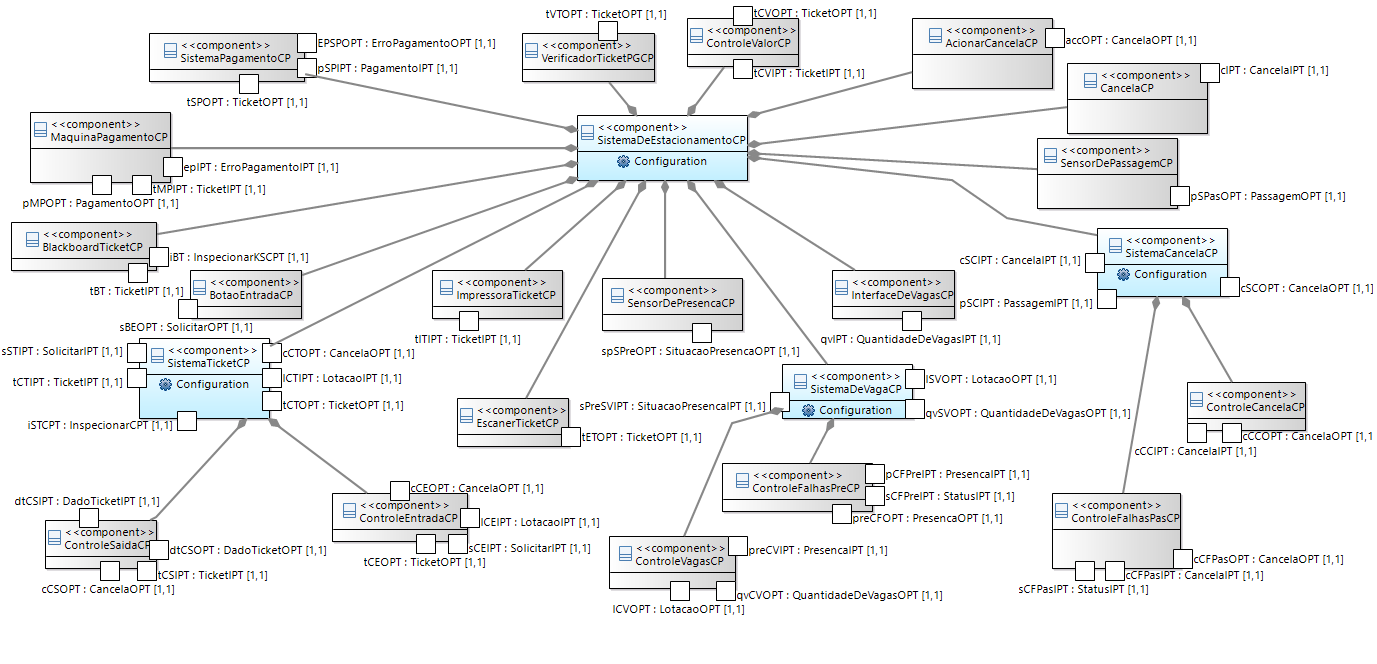 tVTOPT : TicketOPT [1,1]
tCVOPT : TicketOPT [1,1]
<<component>>
SistemaPagamentoCP
EPSPOPT : ErroPagamentoOPT [1,1]
pSPIPT : PagamentoIPT [1,1]
tSPOPT : TicketOPT [1,1]
<<component>>
VerificadorTicketPGCP
<<component>>
ControleValorCP
tCVIPT : TicketIPT [1,1]
<<component>>
AcionarCancelaCP
accOPT : CancelaOPT [1,1]
<<component>>
CancelaCP
cIPT : CancelaIPT [1,1]
<<component>>
MaquinaPagamentoCP
epIPT : ErroPagamentoIPT [1,1]
tMPIPT : TicketIPT [1,1]
pMPOPT : PagamentoOPT [1,1]
<<component>>
SistemaDeEstacionamentoCP
Configuration
<<component>>
SensorDePassagemCP
pSPasOPT : PassagemOPT [1,1]
<<component>>
BlackboardTicketCP
iBT : InspecionarKSCPT [1,1]
tBT : TicketIPT [1,1]
<<component>>
BotaoEntradaCP
sBEOPT : SolicitarOPT [1,1]
<<component>>
ImpressoraTicketCP
tITIPT : TicketIPT [1,1]
<<component>>
SensorDePresencaCP
spSPreOPT : SituacaoPresencaOPT [1,1]
<<component>>
InterfaceDeVagasCP
qvIPT : QuantidadeDeVagasIPT [1,1]
<<component>>
SistemaCancelaCP
Configuration
cSCIPT : CancelaIPT [1,1]
pSCIPT : PassagemIPT [1,1]
cSCOPT : CancelaOPT [1,1]
<<component>>
SistemaTicketCP
Configuration
sSTIPT : SolicitarIPT [1,1]
tCTIPT : TicketIPT [1,1]
iSTCPT : InspecionarCPT [1,1]
cCTOPT : CancelaOPT [1,1]
lCTIPT : LotacaoIPT [1,1]
tCTOPT : TicketOPT [1,1]
<<component>>
EscanerTicketCP
tETOPT : TicketOPT [1,1]
<<component>>
SistemaDeVagaCP
Configuration
sPreSVIPT : SituacaoPresencaIPT [1,1]
lSVOPT : LotacaoOPT [1,1]
qvSVOPT : QuantidadeDeVagasOPT [1,1]
<<component>>
ControleCancelaCP
cCCOPT : CancelaOPT [1,1
cCCIPT : CancelaIPT [1,1]
<<component>>
ControleSaidaCP
dtCSIPT : DadoTicketIPT [1,1]
dtCSOPT : DadoTicketOPT [1,1]
tCSIPT : TicketIPT [1,1]
cCSOPT : CancelaOPT [1,1]
<<component>>
ControleEntradaCP
cCEOPT : CancelaOPT [1,1]
lCEIPT : LotacaoIPT [1,1]
sCEIPT : SolicitarIPT [1,1]
tCEOPT : TicketOPT [1,1]
<<component>>
ControleFalhasPreCP
pCFPreIPT : PresencaIPT [1,1]
sCFPreIPT : StatusIPT [1,1]
preCFOPT : PresencaOPT [1,1]
<<component>>
ControleVagasCP
preCVIPT : PresencaIPT [1,1]
qvCVOPT : QuantidadeDeVagasOPT [1,1]
lCVOPT : LotacaoOPT [1,1]
<<component>>
ControleFalhasPasCP
cCFPasOPT : CancelaOPT [1,1]
cCFPasIPT : CancelaIPT [1,1]
sCFPasIPT : StatusIPT [1,1]